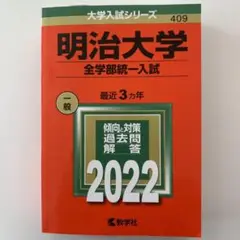 大学入試シリーズ
409
明治大学
全学部統一入試
一般
最近3カ年
傾向と対策
過去問
解答
2022
教学社